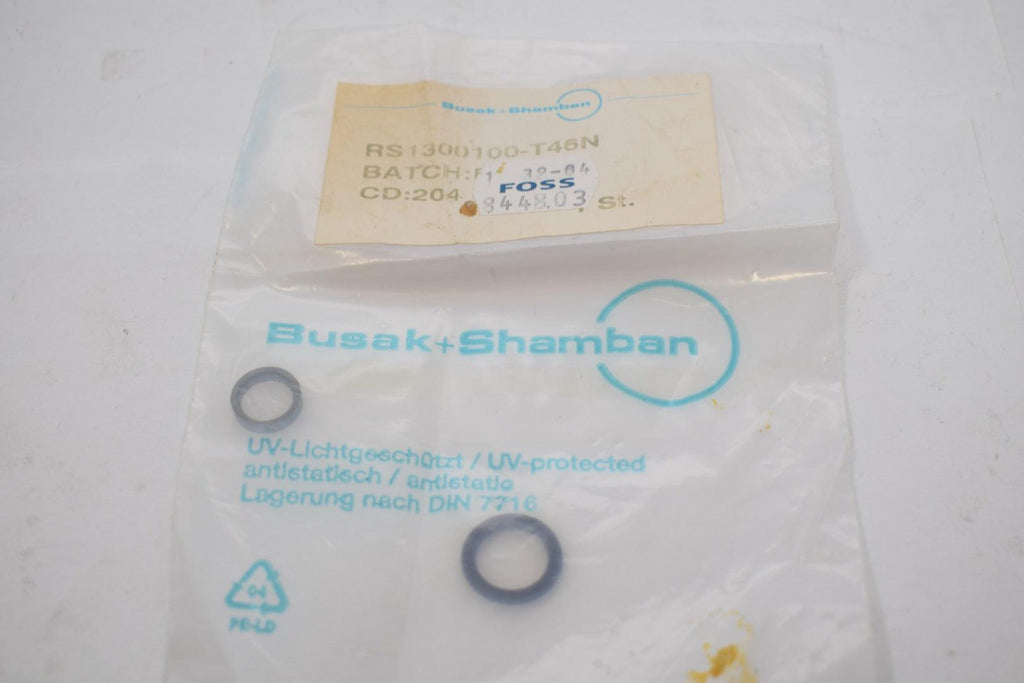 Busak+Shamban
RS1300100-T46N
BATCH:
FOSS
CD:204
St.
Busak+Shamban
UV-Lichtgeschützt / UV-protected
antistatisch / antistatic
Lagerung nach DIN 7716
04
PE-LD